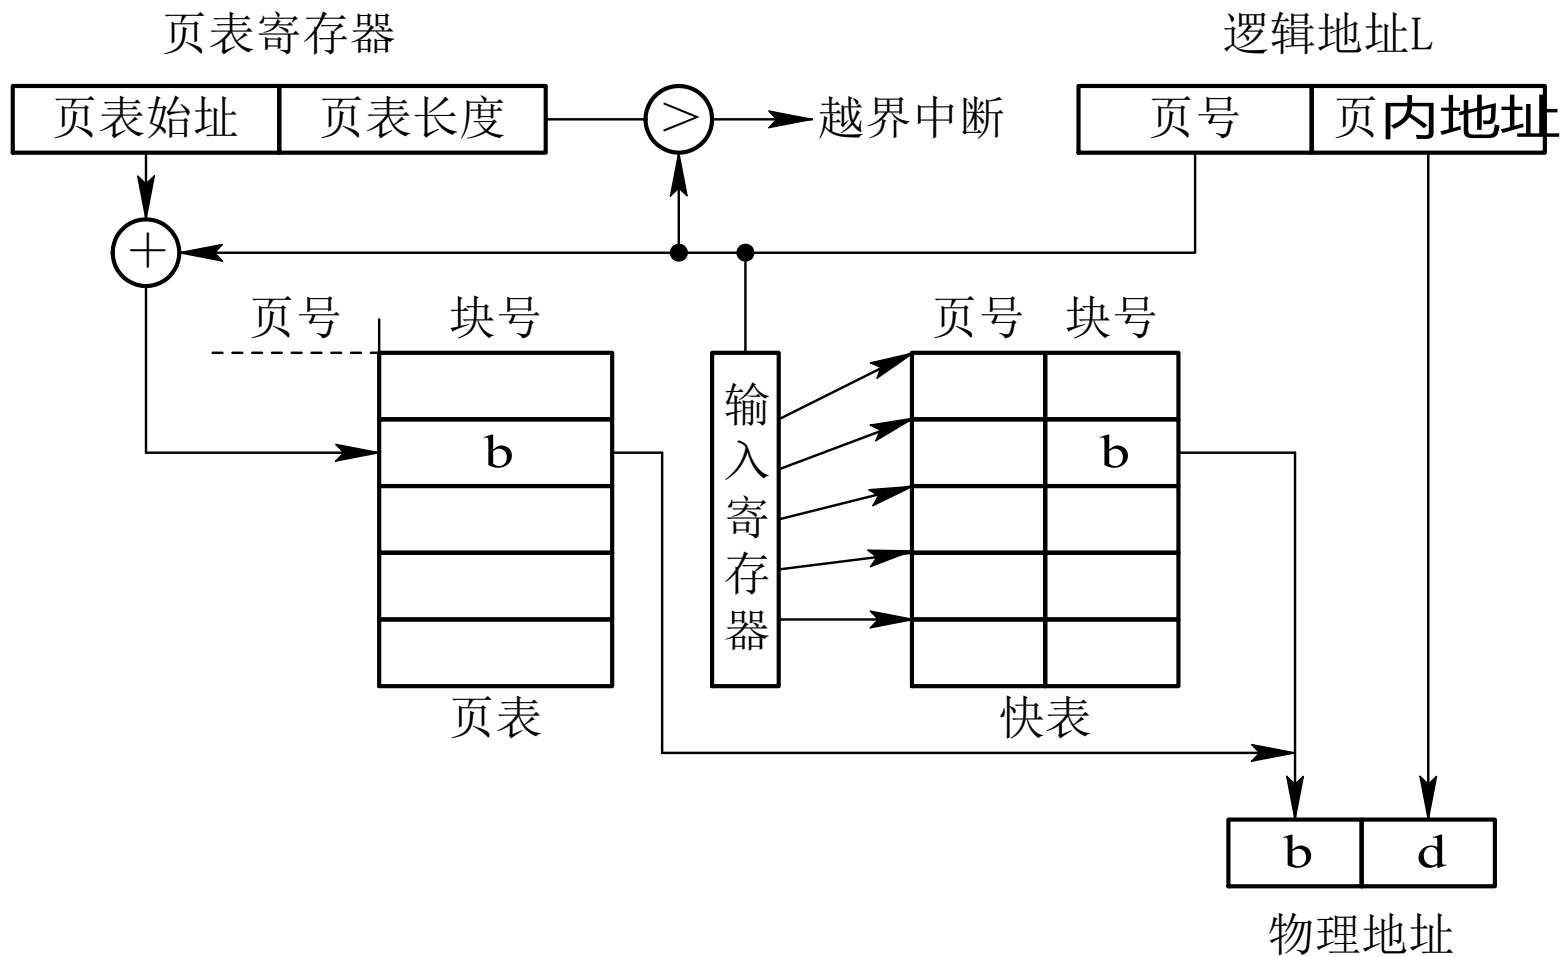 页表寄存器
逻辑地址L
页表始址 页表长度
>
越界中断
页号 页内地址
+
页号 块号
页号 块号
b
b
输入寄存器
页表
快表
b d
物理地址